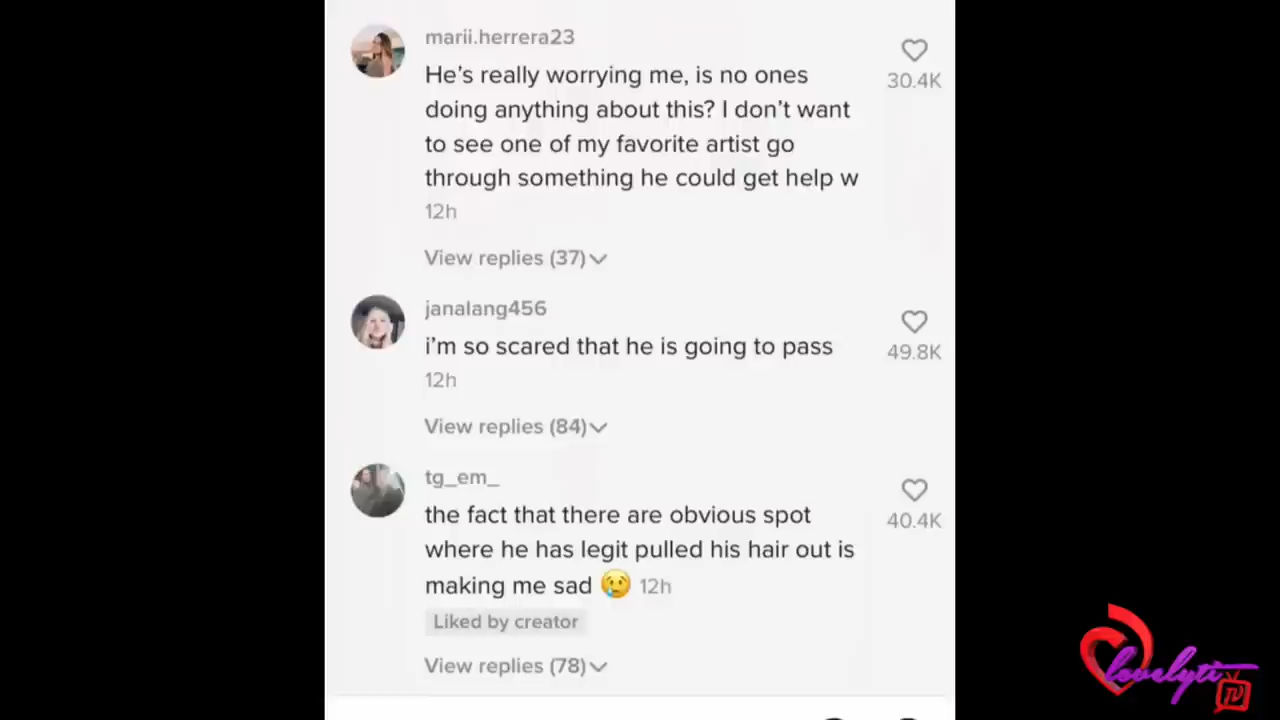 marii.herrera23
He's really worrying me, is no ones
doing anything about this? I don't want
to see one of my favorite artist go
through something he could get help w
12h
30.4K
View replies (37)
janalang456
i'm so scared that he is going to pass
12h
49.8K
View replies (84)
tg_em_
the fact that there are obvious spot
where he has legit pulled his hair out is
making me sad 😢 12h
40.4K
Liked by creator
View replies (78)
lovelyti
TV